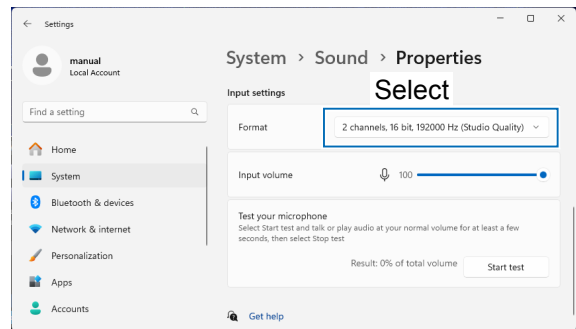 Settings
manual
Local Account
Find a setting
Home
System
Bluetooth & devices
Network & internet
Personalization
Apps
Accounts
System > Sound > Properties
Select
Input settings
Format
2 channels, 16 bit, 192000 Hz (Studio Quality)
Input volume
100
Test your microphone
Select Start test and talk or play audio at your normal volume for at least a few
seconds, then select Stop test
Result: 0% of total volume
Start test
Get help